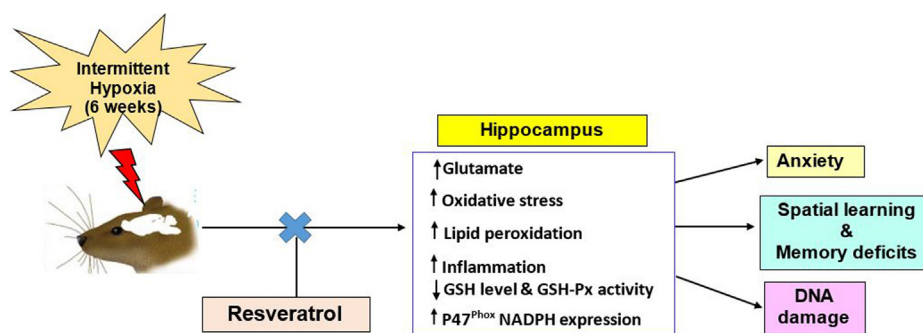 Intermittent
Hypoxia
(6 weeks)
Hippocampus
↑Glutamate
↑ Oxidative stress
↑ Lipid peroxidation
↑ Inflammation
↓ GSH level & GSH-Px activity
↑ P47Phox NADPH expression
Resveratrol
Anxiety
Spatial learning
&
Memory deficits
DNA
damage